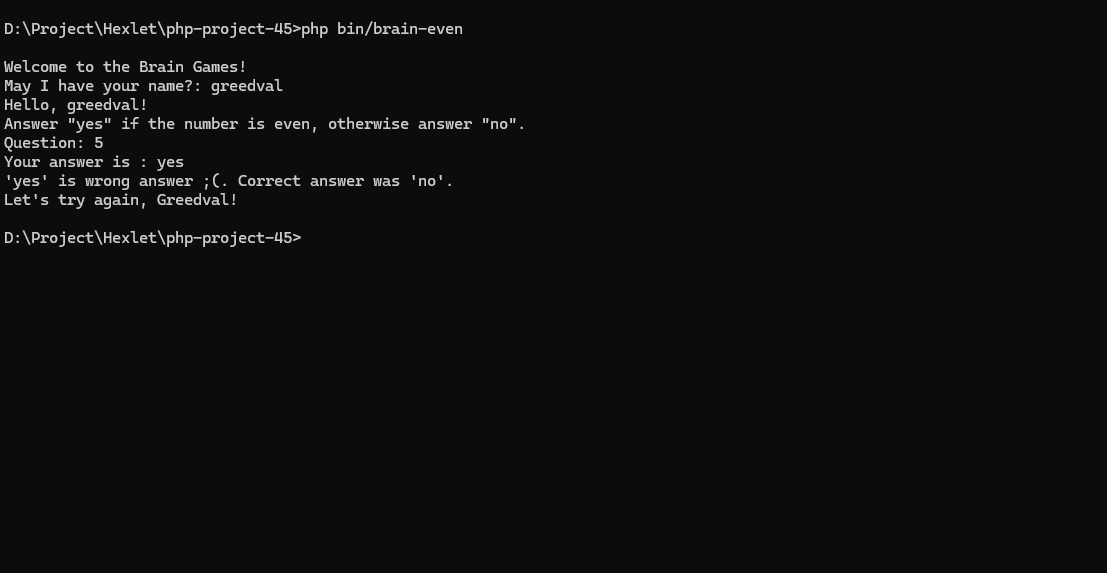 D:\Project\Hexlet\php-project-45>php bin/brain-even
Welcome to the Brain Games!
May I have your name?: greedval
Hello, greedval!
Answer "yes" if the number is even, otherwise answer "no".
Question: 5
Your answer is : yes
'yes' is wrong answer ;(. Correct answer was 'no'.
Let's try again, Greedval!
D:\Project\Hexlet\php-project-45>